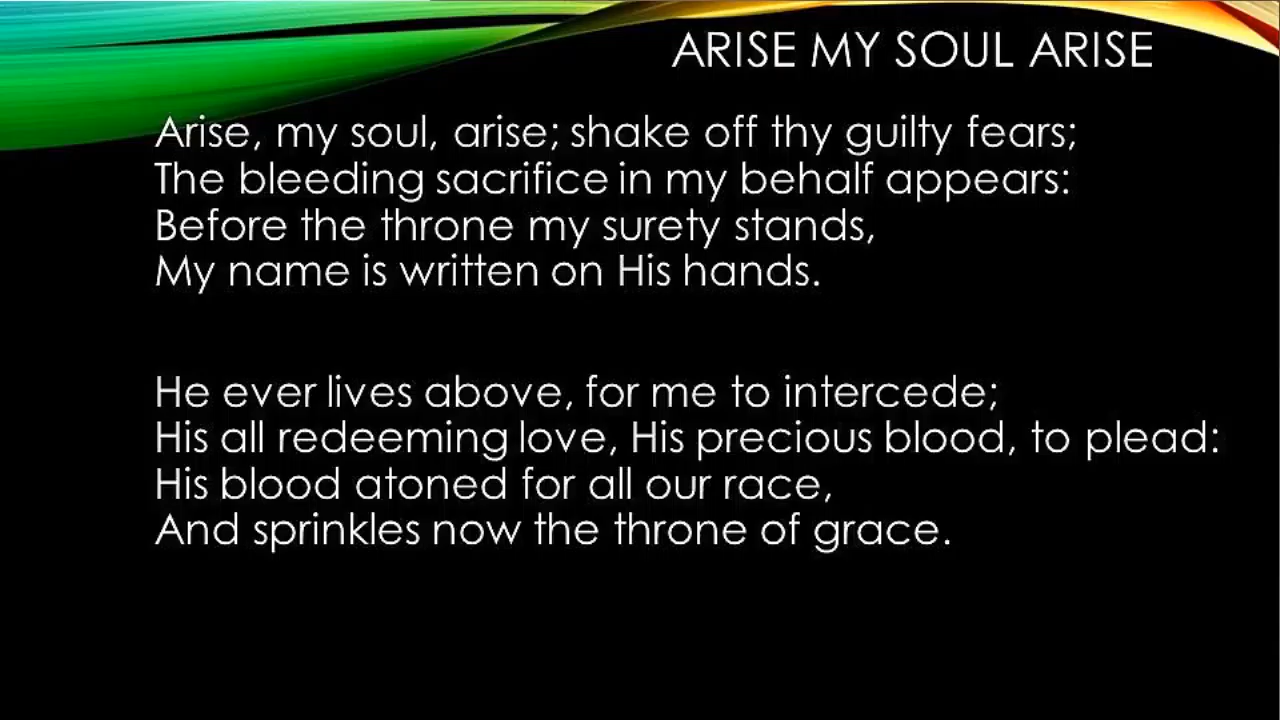 ARISE MY SOUL ARISE
Arise, my soul, arise; shake off thy guilty fears;
The bleeding sacrifice in my behalf appears:
Before the throne my surety stands,
My name is written on His hands.
He ever lives above, for me to intercede;
His all redeeming love, His precious blood, to plead:
His blood atoned for all our race,
And sprinkles now the throne of grace.